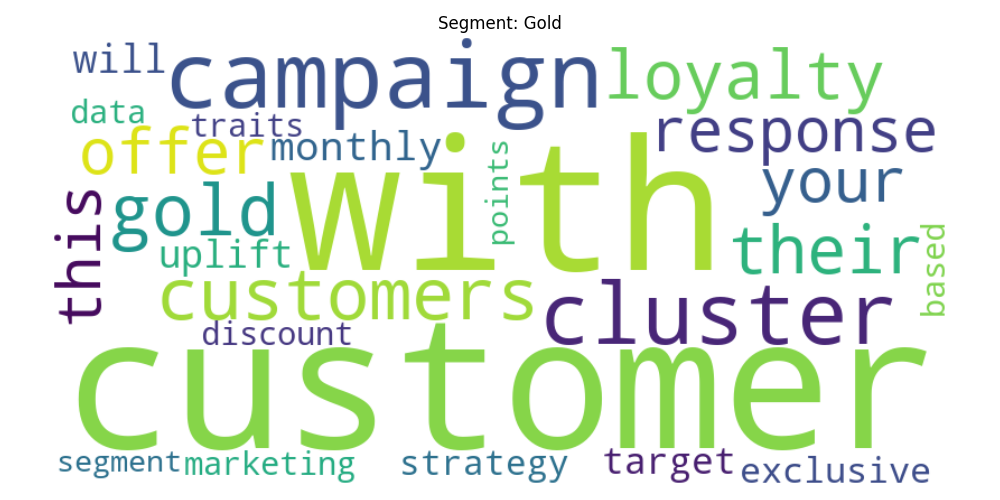 Segment: Gold
will campaign loyalty
data traits response
offer monthly points your
this gold with their
uplift based
customers cluster
discount
customer
segment marketing strategy target exclusive